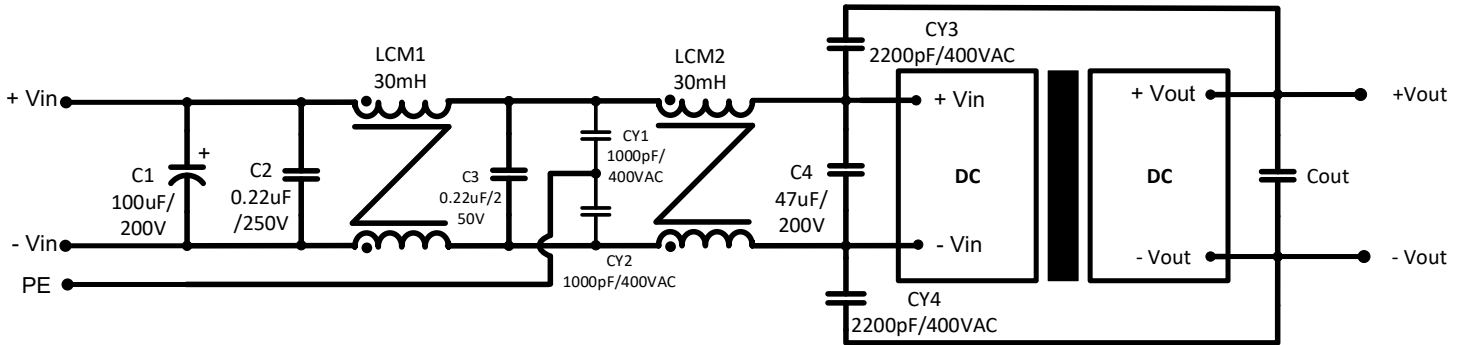 CY3
2200pF/400VAC
LCM1
30mH
LCM2
30mH
+ Vin
+ Vin
+ Vout
+Vout
+
C1
100uF/
200V
C2
0.22uF
/250V
C3
0.22uF/2
50V
CY1
1000pF/
400VAC
C4
47uF/
200V
DC
DC
Cout
- Vin
- Vin
- Vout
- Vout
CY2
1000pF/400VAC
PE
CY4
2200pF/400VAC